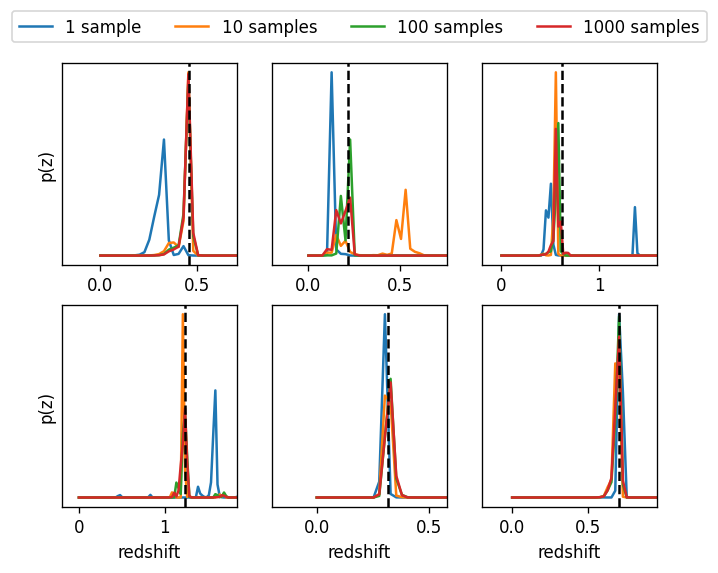 1 sample 10 samples 100 samples 1000 samples
p(z)
0.0 0.5 0.0 0.5 0 1
p(z)
0 1 0.0 0.5 0.0 0.5
redshift redshift redshift